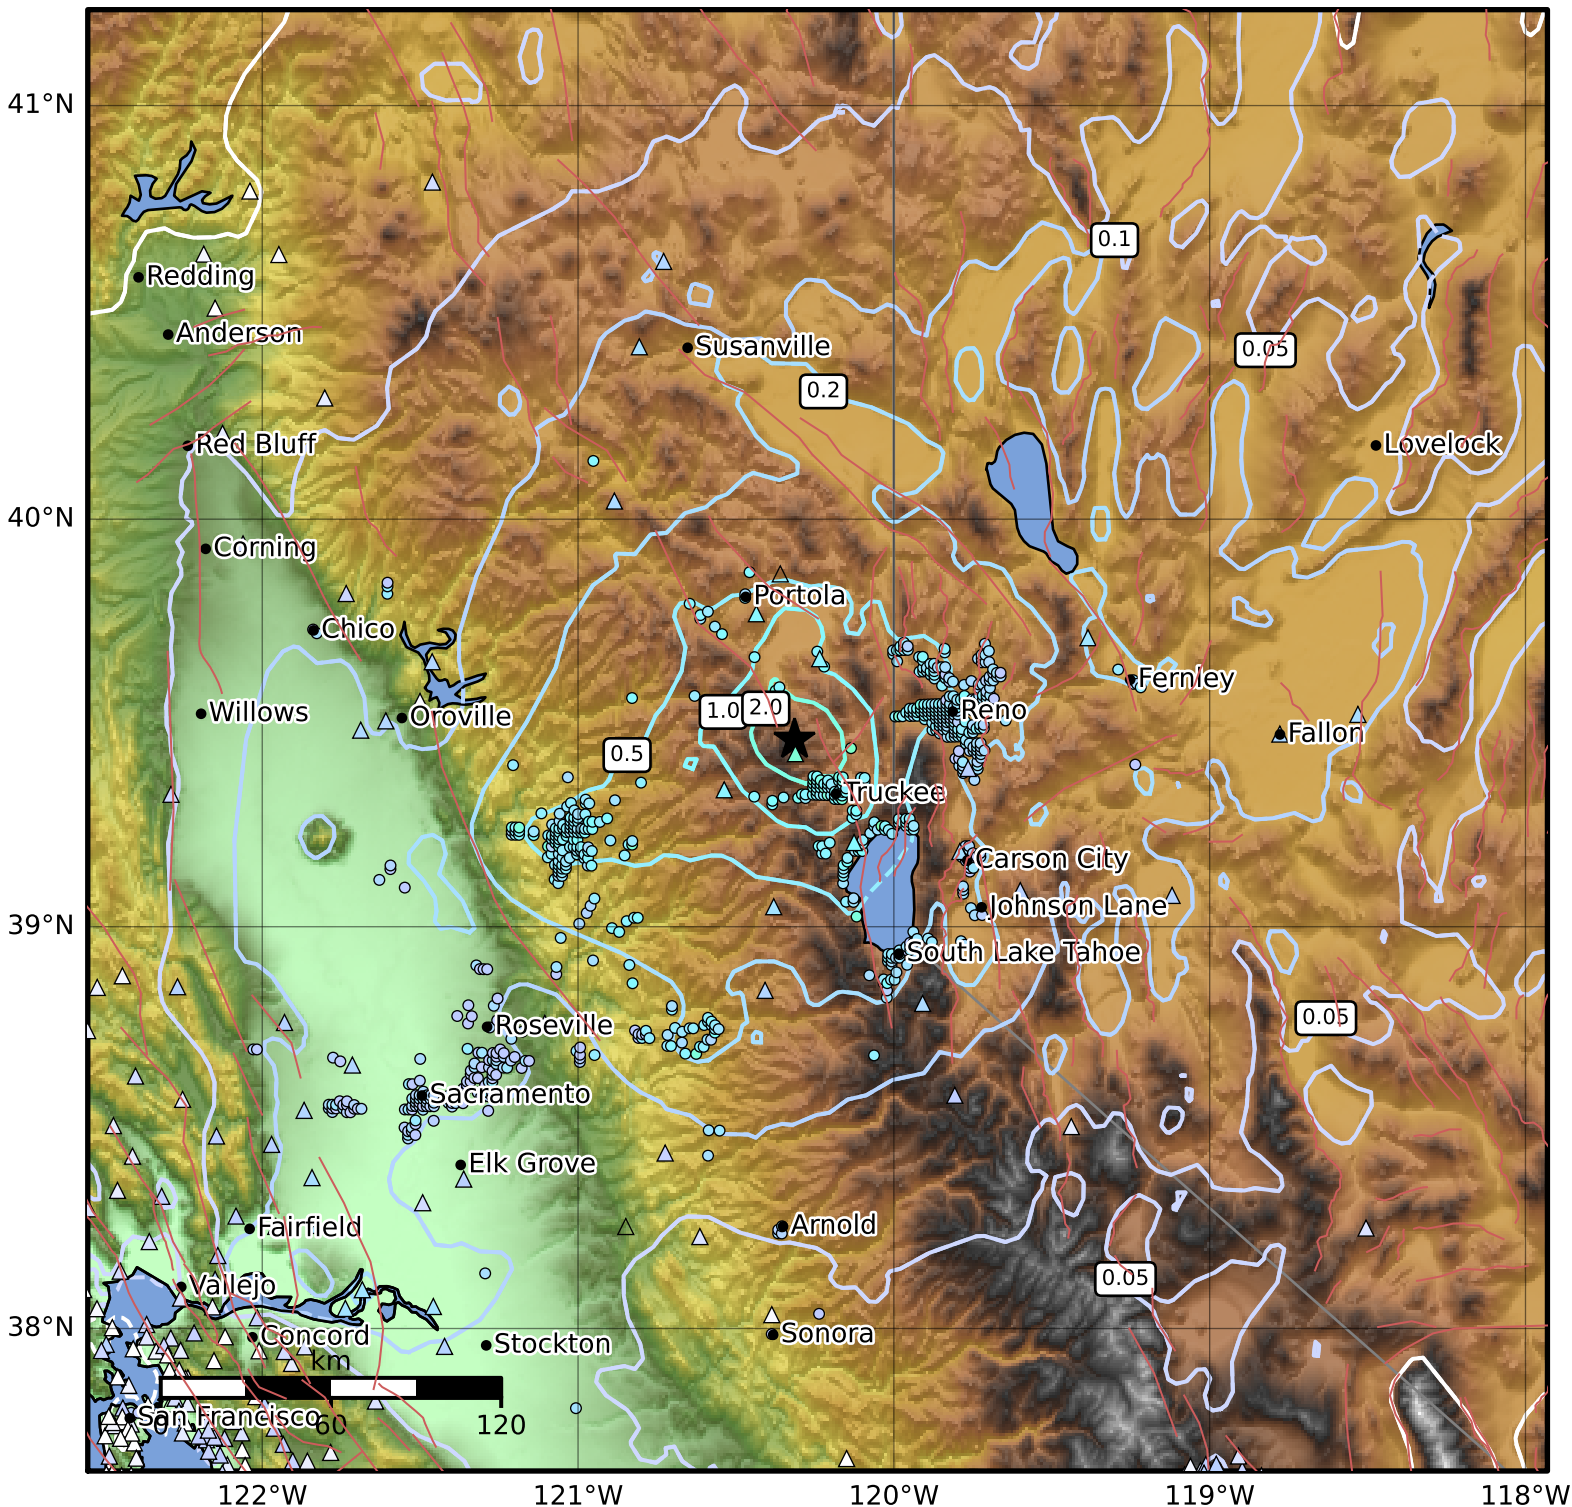 41°N
0.1
Redding
Anderson
Susanville
0.05
0.2
Red Bluff
Lovelock
40°N
Corning
Portola
Chico
Fernley
Willows
Oroville
1.0
2.0
Reno
Fallon
0.5
Truckee
Carson City
Johnson Lane
39°N
South Lake Tahoe
Roseville
0.05
Sacramento
Elk Grove
Fairfield
Arnold
Vallejo
0.05
38°N
Concord
Stockton
Sonora
km
San Francisco
0
60
120
122°W
121°W
120°W
119°W
118°W